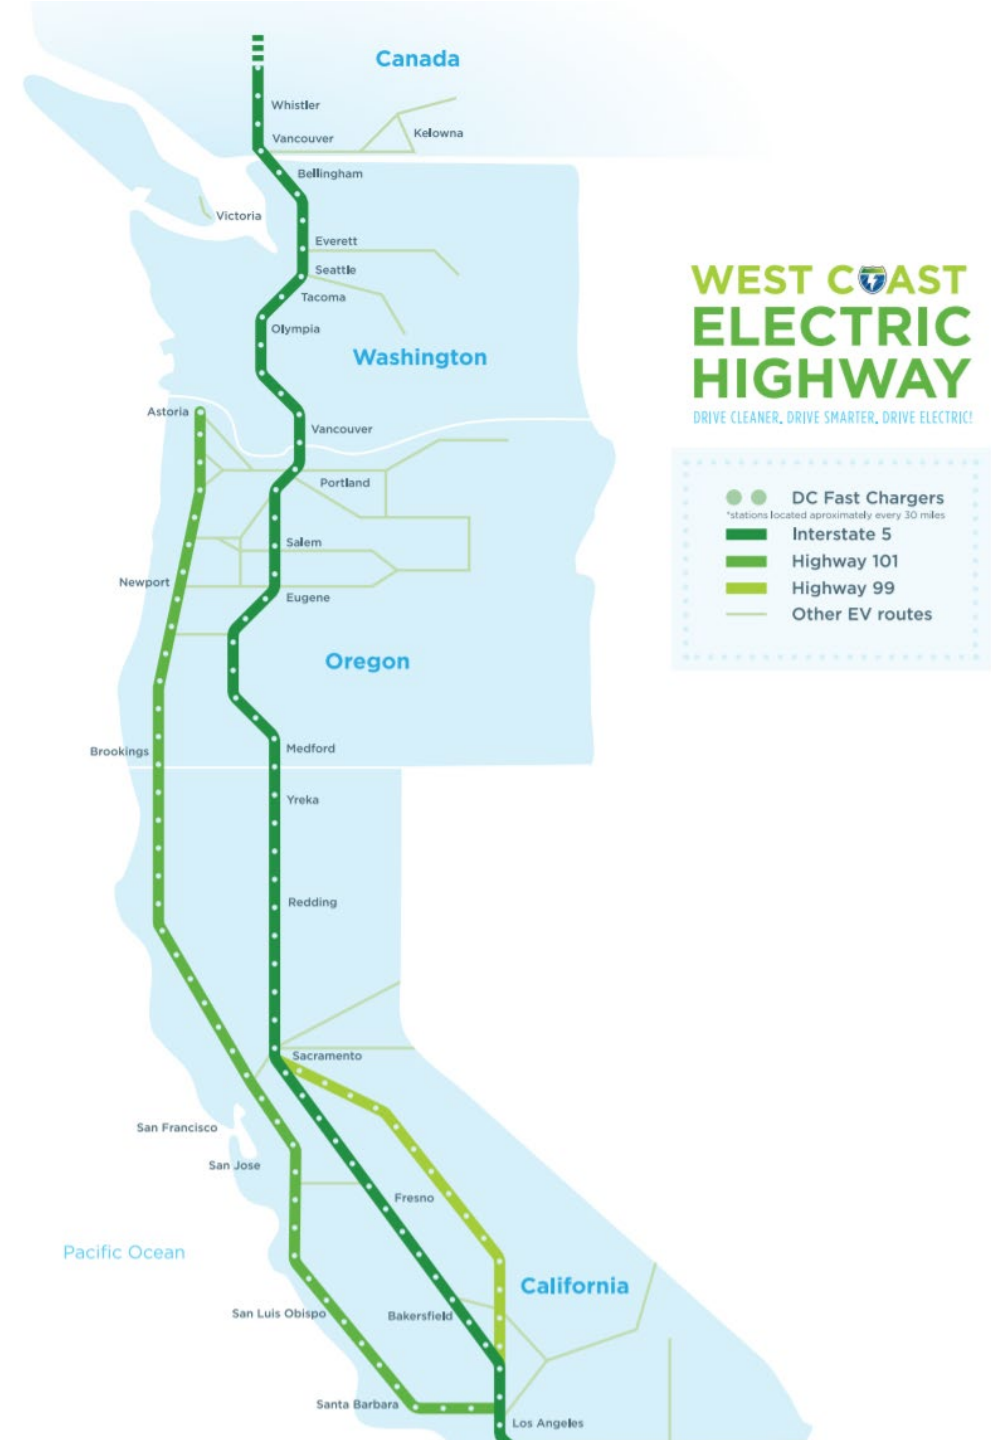 Canada
Whistler
Vancouver
Kelowna
Bellingham
Victoria
Everett
Seattle
Tacoma
Olympia
Washington
Astoria
Vancouver
Portland
Salem
Newport
Eugene
Oregon
Medford
Brookings
Yreka
Redding
Sacramento
San Francisco
San Jose
Fresno
Pacific Ocean
California
San Luis Obispo
Bakersfield
Santa Barbara
Los Angeles
WEST COAST
ELECTRIC
HIGHWAY
DRIVE CLEANER, DRIVE SMARTER, DRIVE ELECTRIC!
DC Fast Chargers
*stations located aproximately every 30 miles
Interstate 5
Highway 101
Highway 99
Other EV routes